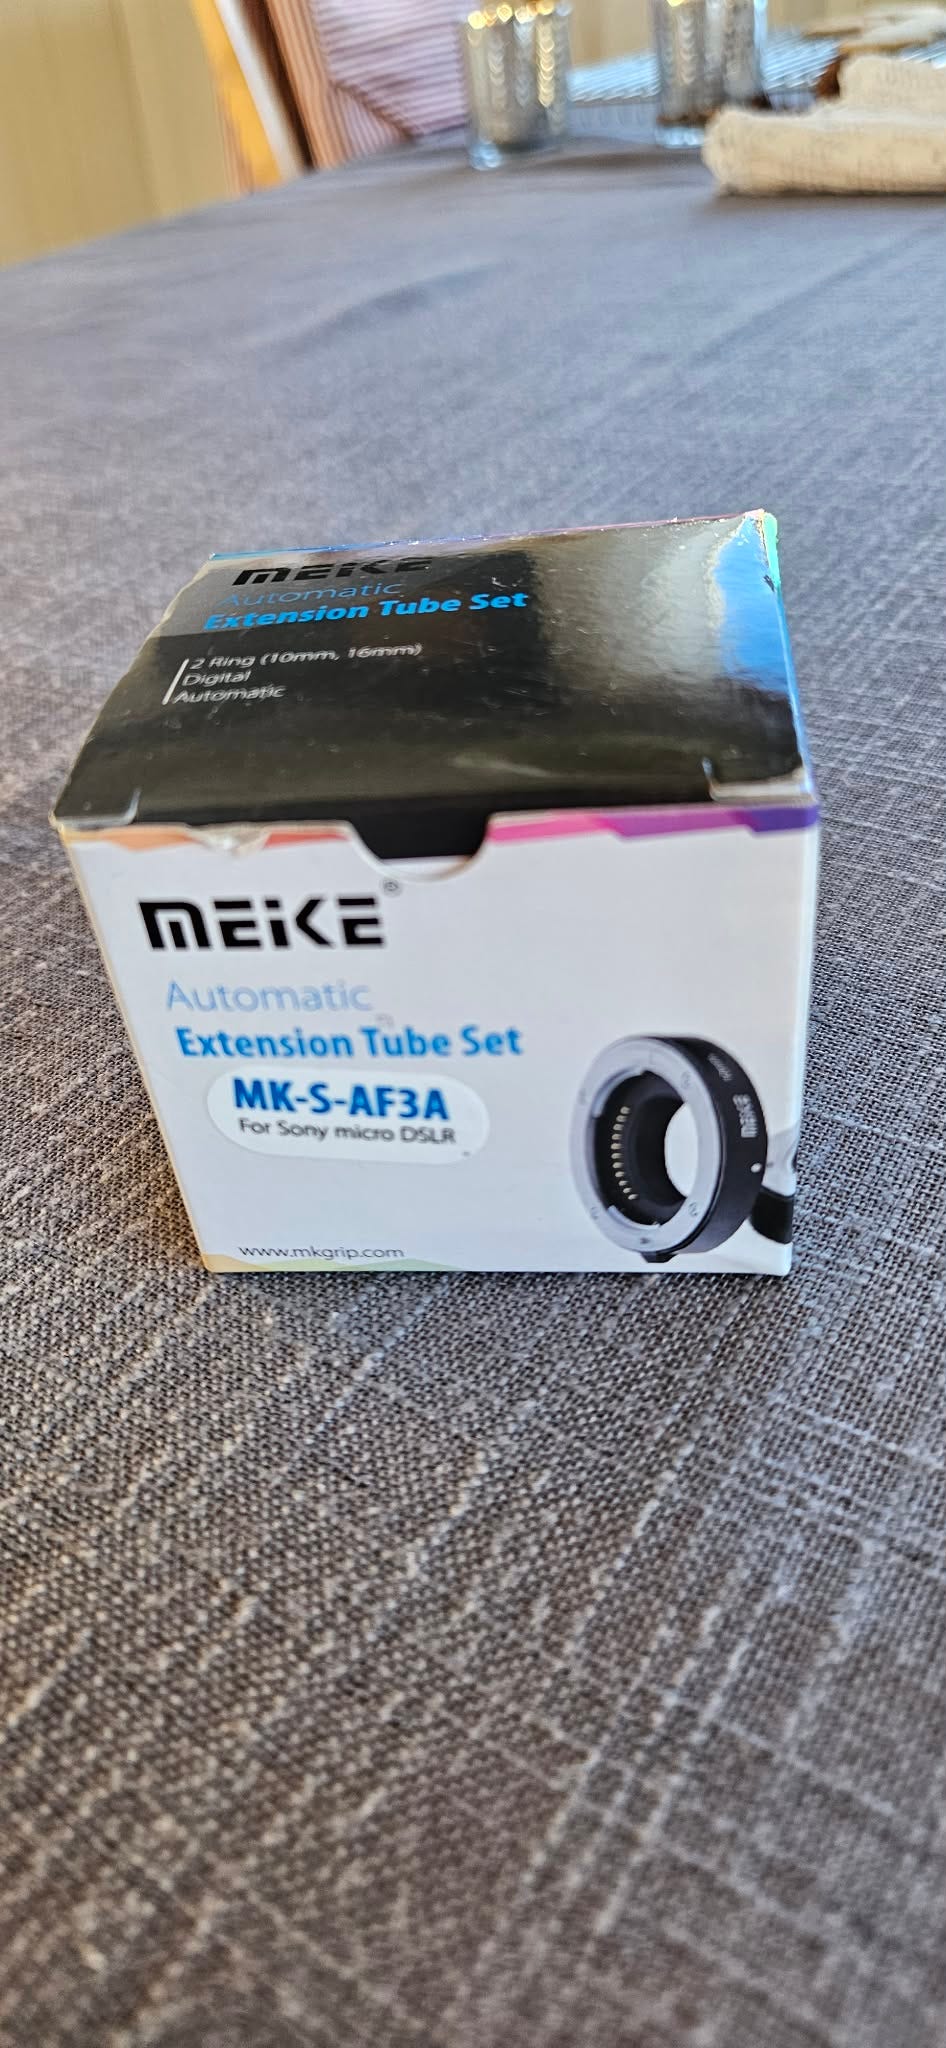 MEIKE
Automatic
Extension Tube Set
2 Ring (10mm, 16mm)
Digital
Automatic
MEIKE®
Automatic
Extension Tube Set
MK-S-AF3A
For Sony micro DSLR
www.mkgrip.com
MEIKE